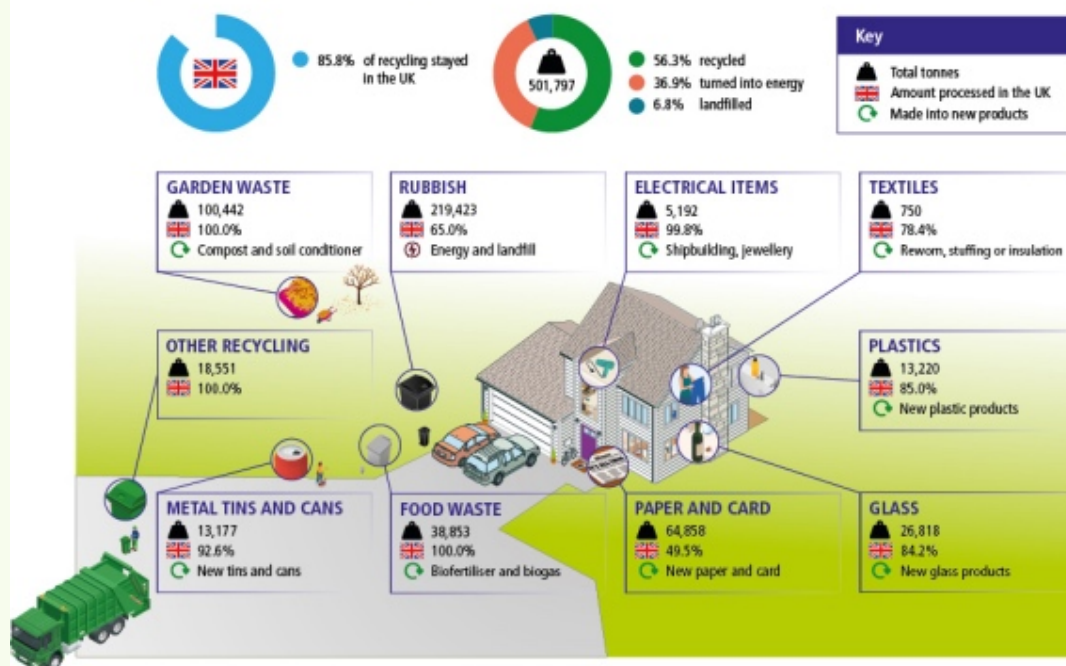 85.8% of recycling stayed
in the UK
501,797
56.3% recycled
36.9% turned into energy
6.8% landfilled
Key
Total tonnes
Amount processed in the UK
Made into new products
GARDEN WASTE
100,442
100.0%
Compost and soil conditioner
RUBBISH
219,423
65.0%
Energy and landfill
ELECTRICAL ITEMS
5,192
99.8%
Shipbuilding, jewellery
TEXTILES
750
78.4%
Reworn, stuffing or insulation
OTHER RECYCLING
18,551
100.0%
PLASTICS
13,220
85.0%
New plastic products
METAL TINS AND CANS
13,177
92.6%
New tins and cans
FOOD WASTE
38,853
100.0%
Biofertiliser and biogas
PAPER AND CARD
64,858
49.5%
New paper and card
GLASS
26,818
84.2%
New glass products